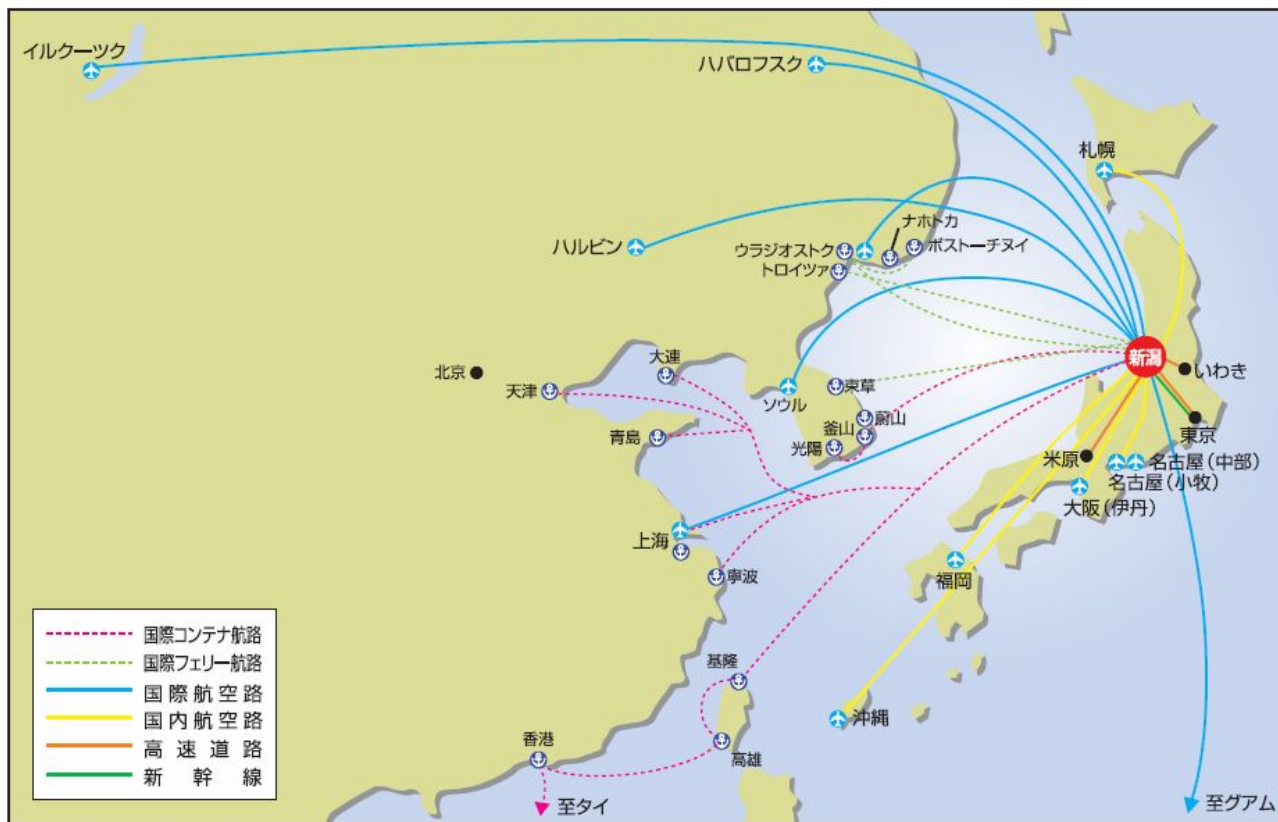 イルクーツク
ハバロフスク
札幌
ナホトカ
ハルビン
ウラジオストク
ボストーチヌイ
トロイツァ
新潟
北京
大連
天津
ソウル
束草
いわき
青島
釜山
蔚山
光陽
東京
米原
名古屋(中部)
名古屋(小牧)
大阪(伊丹)
上海
寧波
福岡
国際コンテナ航路
国際フェリー航路
国際航空路
国内航空路
高速道路
新幹線
基隆
沖縄
香港
高雄
至タイ
至グアム